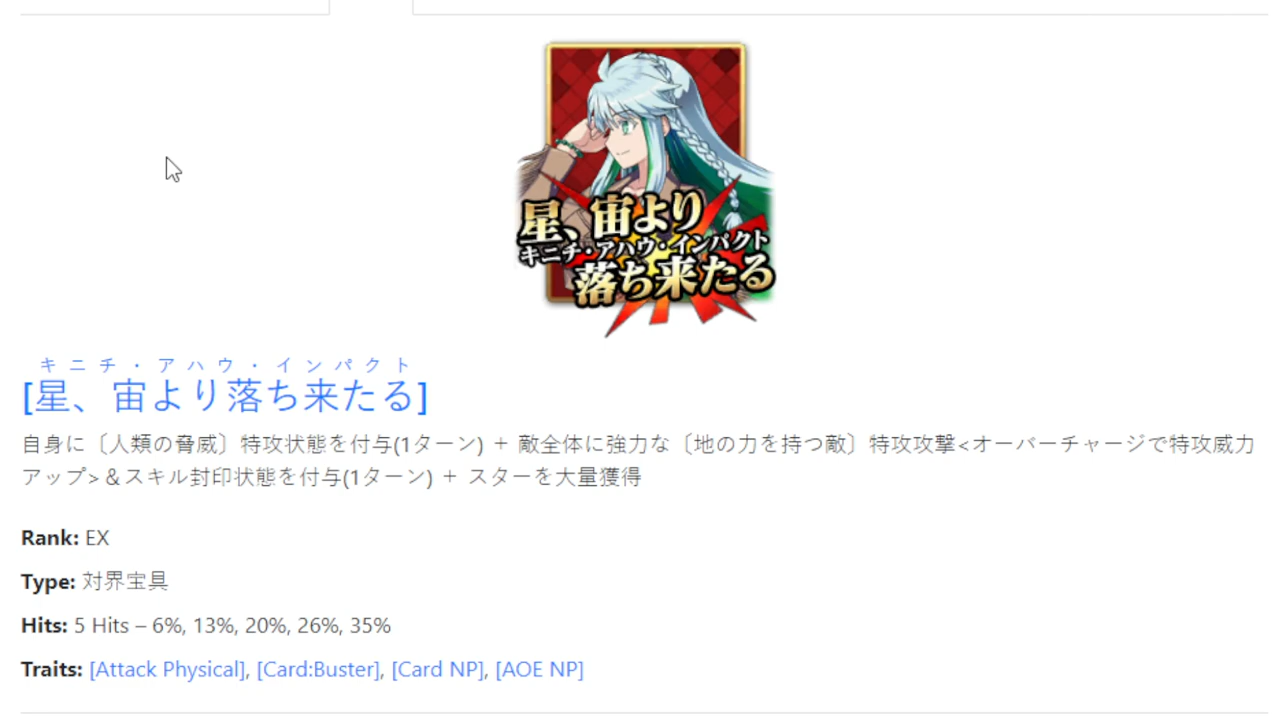 星、宙より
キニチ・アハウ・インパクト
落ち来たる
キニチ・アハウ・インパクト
[星、宙より落ち来たる]
自身に〔人類の脅威〕特攻状態を付与(1ターン) + 敵全体に強力な〔地の力を持つ敵〕特攻攻撃<オーバーチャージで特攻威力
アップ>＆スキル封印状態を付与(1ターン) + スターを大量獲得
Rank: EX
Type: 対界宝具
Hits: 5 Hits – 6%, 13%, 20%, 26%, 35%
Traits: [Attack Physical], [Card:Buster], [Card NP], [AOE NP]